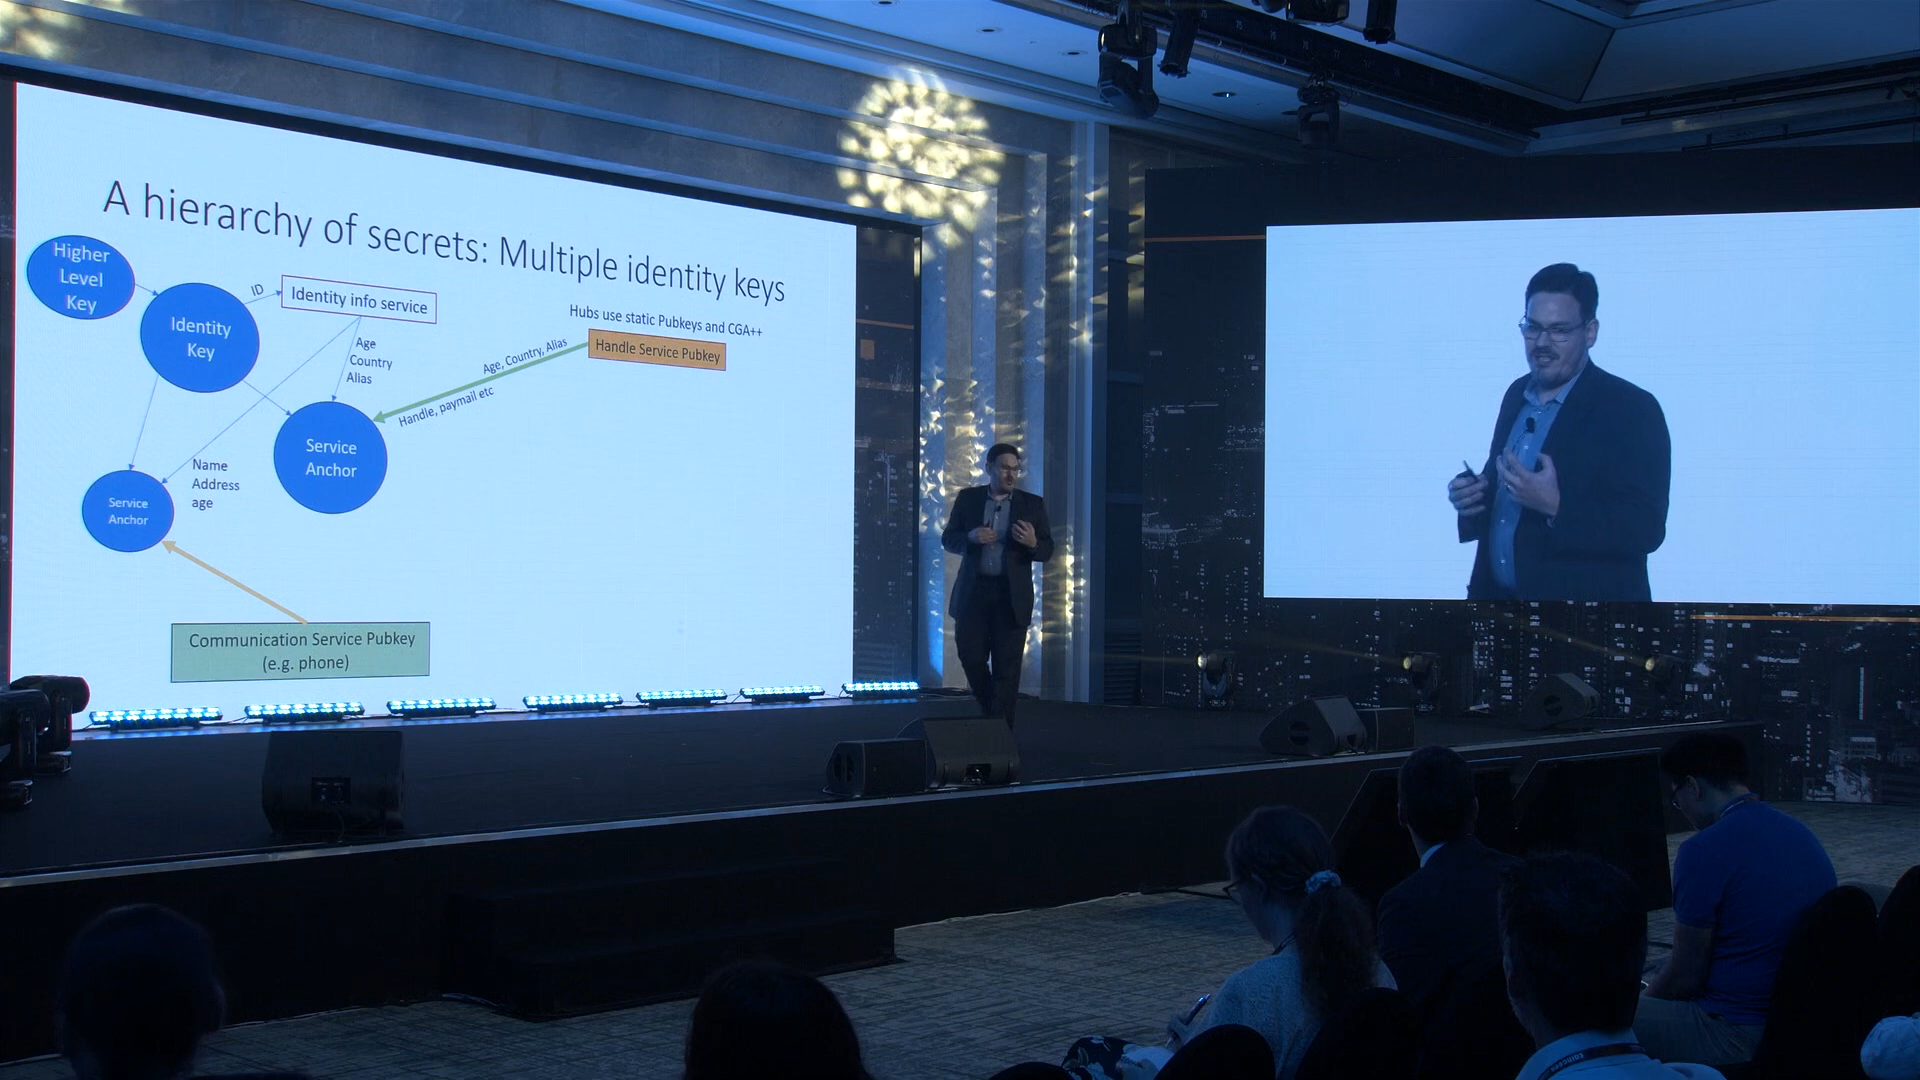 A hierarchy of secrets: Multiple identity keys
Higher
Level
Key
Identity
Key
ID
Identity info service
Age
Country
Alias
Hubs use static Pubkeys and CGA++
Handle Service Pubkey
Age, Country, Alias
Handle, paymail etc
Service
Anchor
Name
Address
age
Service
Anchor
Communication Service Pubkey
(e.g. phone)